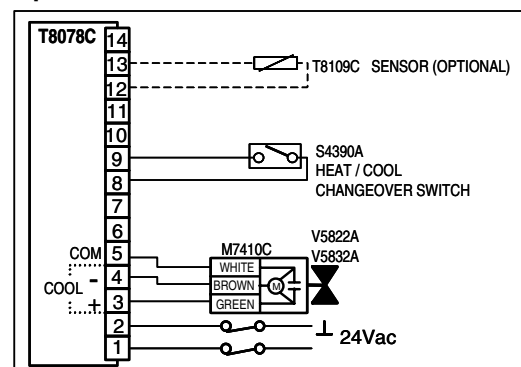 T8078C
14
13
12
11
10
9
8
7
6
5
4
3
2
1
T8109C SENSOR (OPTIONAL)
S4390A
HEAT / COOL
CHANGEOVER SWITCH
V5822A
V5832A
M7410C
WHITE
BROWN
GREEN
M
COM
COOL
-
+
24Vac